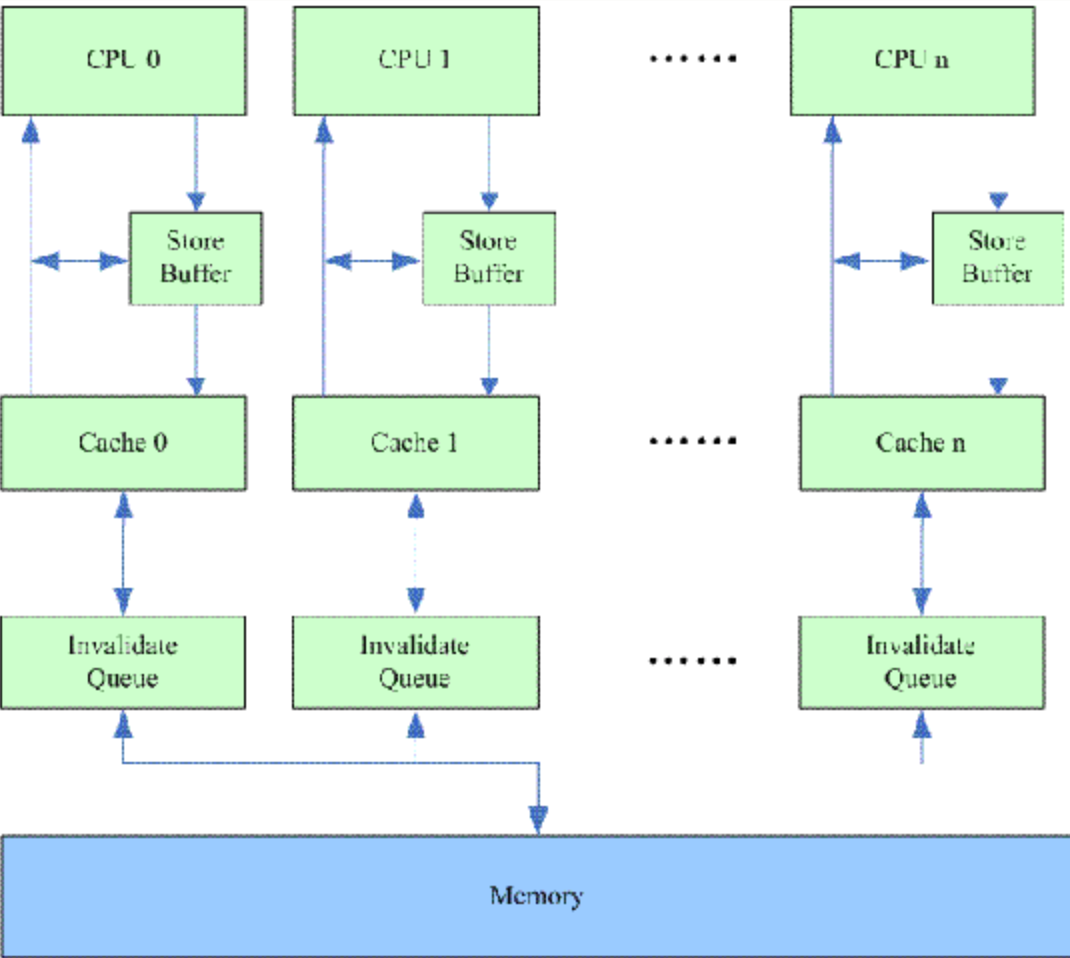 CPU 0
CPU 1
......
CPU n
Store
Buffer
Store
Buffer
Store
Buffer
Cache 0
Cache 1
......
Cache n
Invalidate
Queue
Invalidate
Queue
......
Invalidate
Queue
Memory